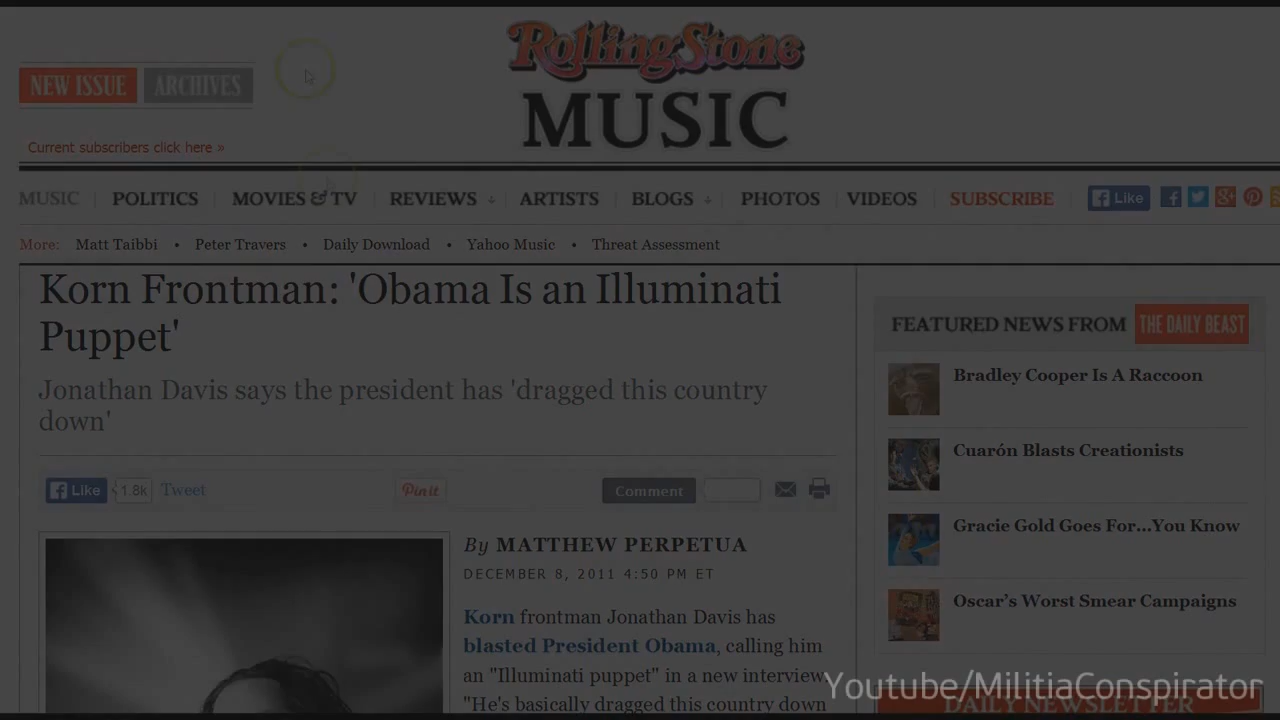 RollingStone
MUSIC
NEW ISSUE ARCHIVES
Current subscribers click here »
MUSIC POLITICS MOVIES & TV REVIEWS ARTISTS BLOGS PHOTOS VIDEOS SUBSCRIBE Like
More: Matt Taibbi • Peter Travers • Daily Download • Yahoo Music • Threat Assessment
Korn Frontman: 'Obama Is an Illuminati
Puppet'
Jonathan Davis says the president has 'dragged this country
down'
Like 1.8k Tweet Pin it Comment
By MATTHEW PERPETUA
DECEMBER 8, 2011 4:50 PM ET
Korn frontman Jonathan Davis has
blasted President Obama, calling him
an "Illuminati puppet" in a new interview.
"He's basically dragged this country down
FEATURED NEWS FROM THE DAILY BEAST
Bradley Cooper Is A Raccoon
Cuarón Blasts Creationists
Gracie Gold Goes For...You Know
Oscar's Worst Smear Campaigns
DAILY NEWSLETTER
Youtube/MilitiaConspirator